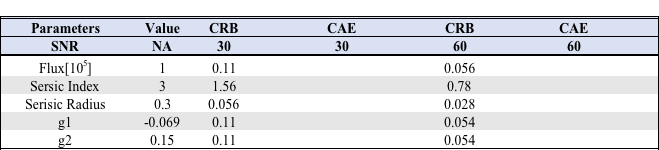 Parameters Value CRB CAE CRB CAE
SNR NA 30 30 60 60
Flux[10⁵] 1 0.11 0.056
Sersic Index 3 1.56 0.78
Serisic Radius 0.3 0.056 0.028
g1 -0.069 0.11 0.054
g2 0.15 0.11 0.054